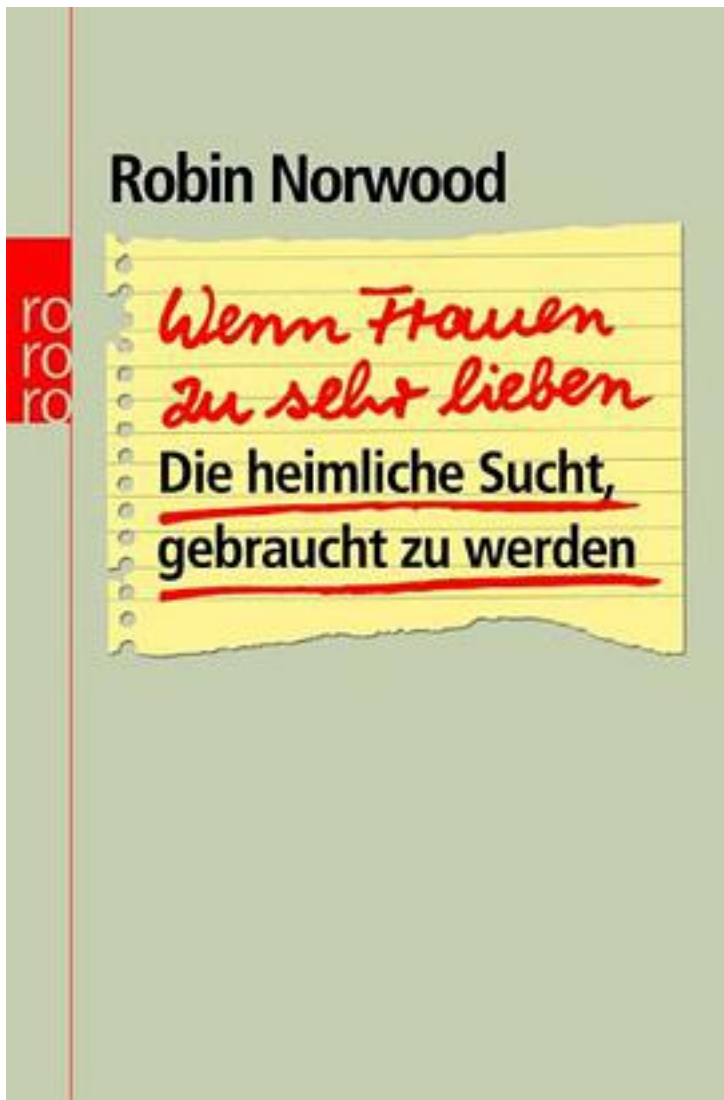 Robin Norwood
Wenn Frauen
zu sehr lieben
Die heimliche Sucht,
gebraucht zu werden
ro
ro
ro